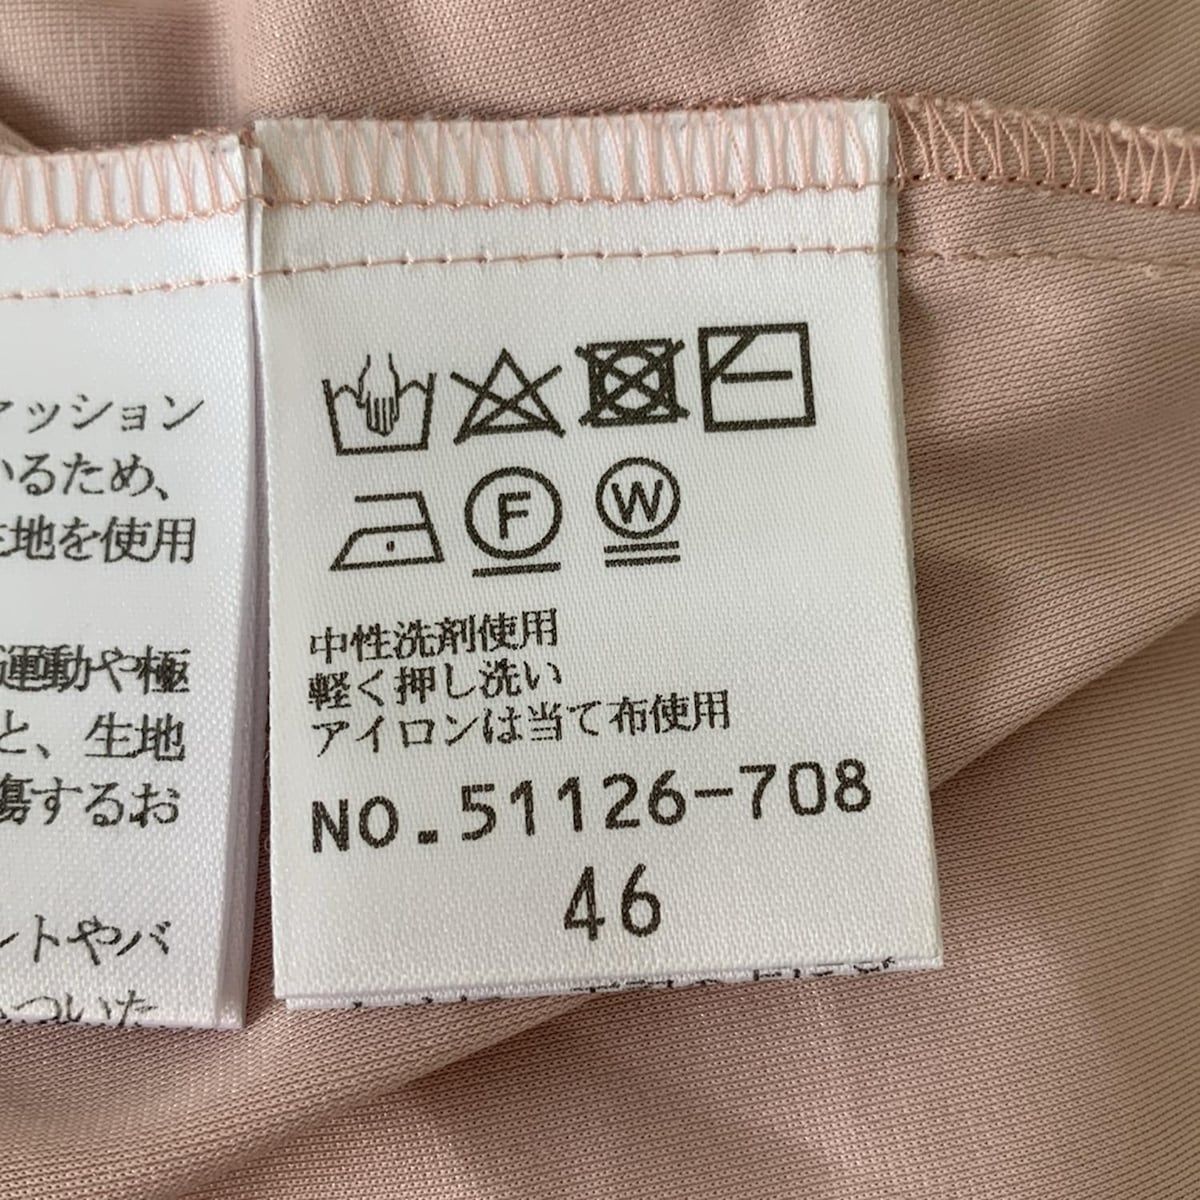 ァッション
いるため、
生地を使用
運動や極
と、生地
傷するお
ントやバ
ついた
F W
中性洗剤使用
軽く押し洗い
アイロンは当て布使用
NO.51126-708
46